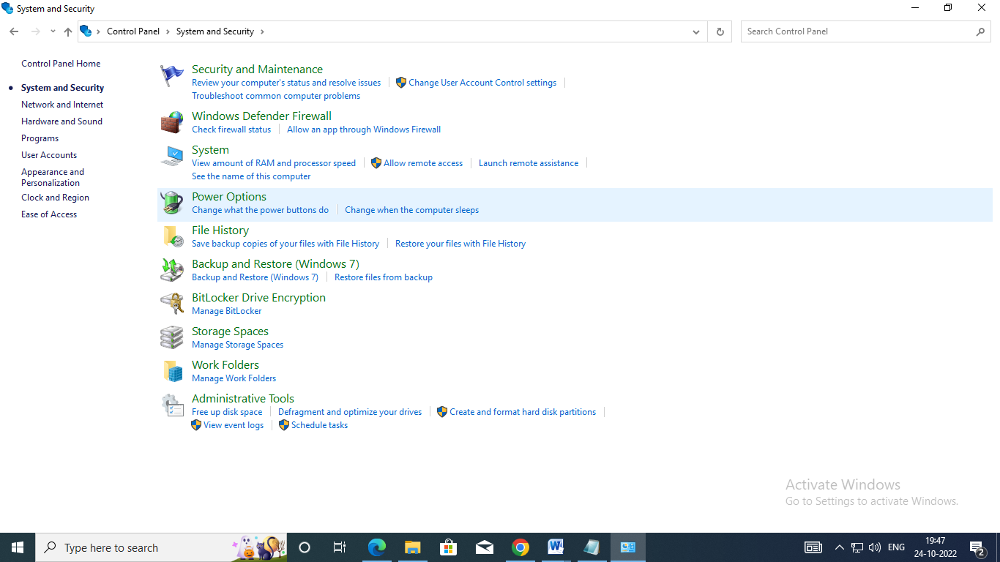 System and Security
Control Panel > System and Security >
Search Control Panel
Control Panel Home
System and Security
Network and Internet
Hardware and Sound
Programs
User Accounts
Appearance and
Personalization
Clock and Region
Ease of Access
Security and Maintenance
Review your computer's status and resolve issues Change User Account Control settings
Troubleshoot common computer problems
Windows Defender Firewall
Check firewall status Allow an app through Windows Firewall
System
View amount of RAM and processor speed Allow remote access Launch remote assistance
See the name of this computer
Power Options
Change what the power buttons do Change when the computer sleeps
File History
Save backup copies of your files with File History Restore your files with File History
Backup and Restore (Windows 7)
Backup and Restore (Windows 7) Restore files from backup
BitLocker Drive Encryption
Manage BitLocker
Storage Spaces
Manage Storage Spaces
Work Folders
Manage Work Folders
Administrative Tools
Free up disk space Defragment and optimize your drives Create and format hard disk partitions
View event logs Schedule tasks
Activate Windows
Go to Settings to activate Windows.
Type here to search
W
ENG
19:47
24-10-2022
2